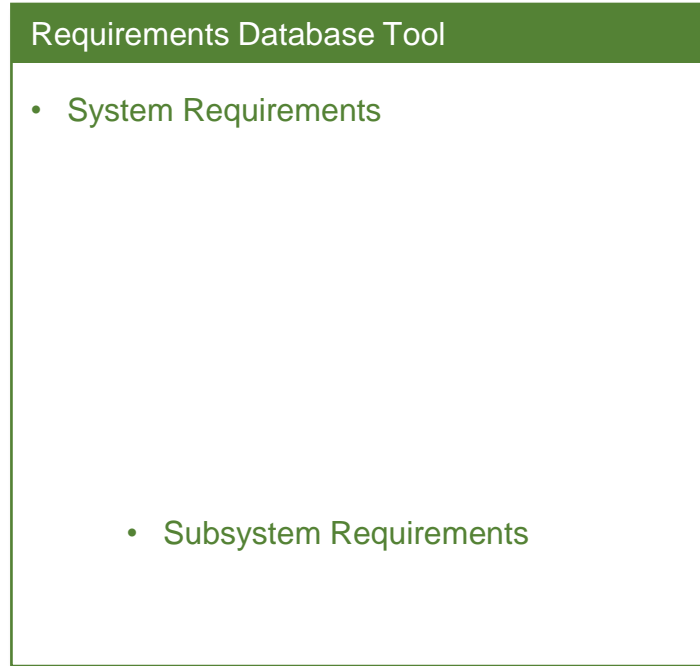 Requirements Database Tool
• System Requirements
• Subsystem Requirements